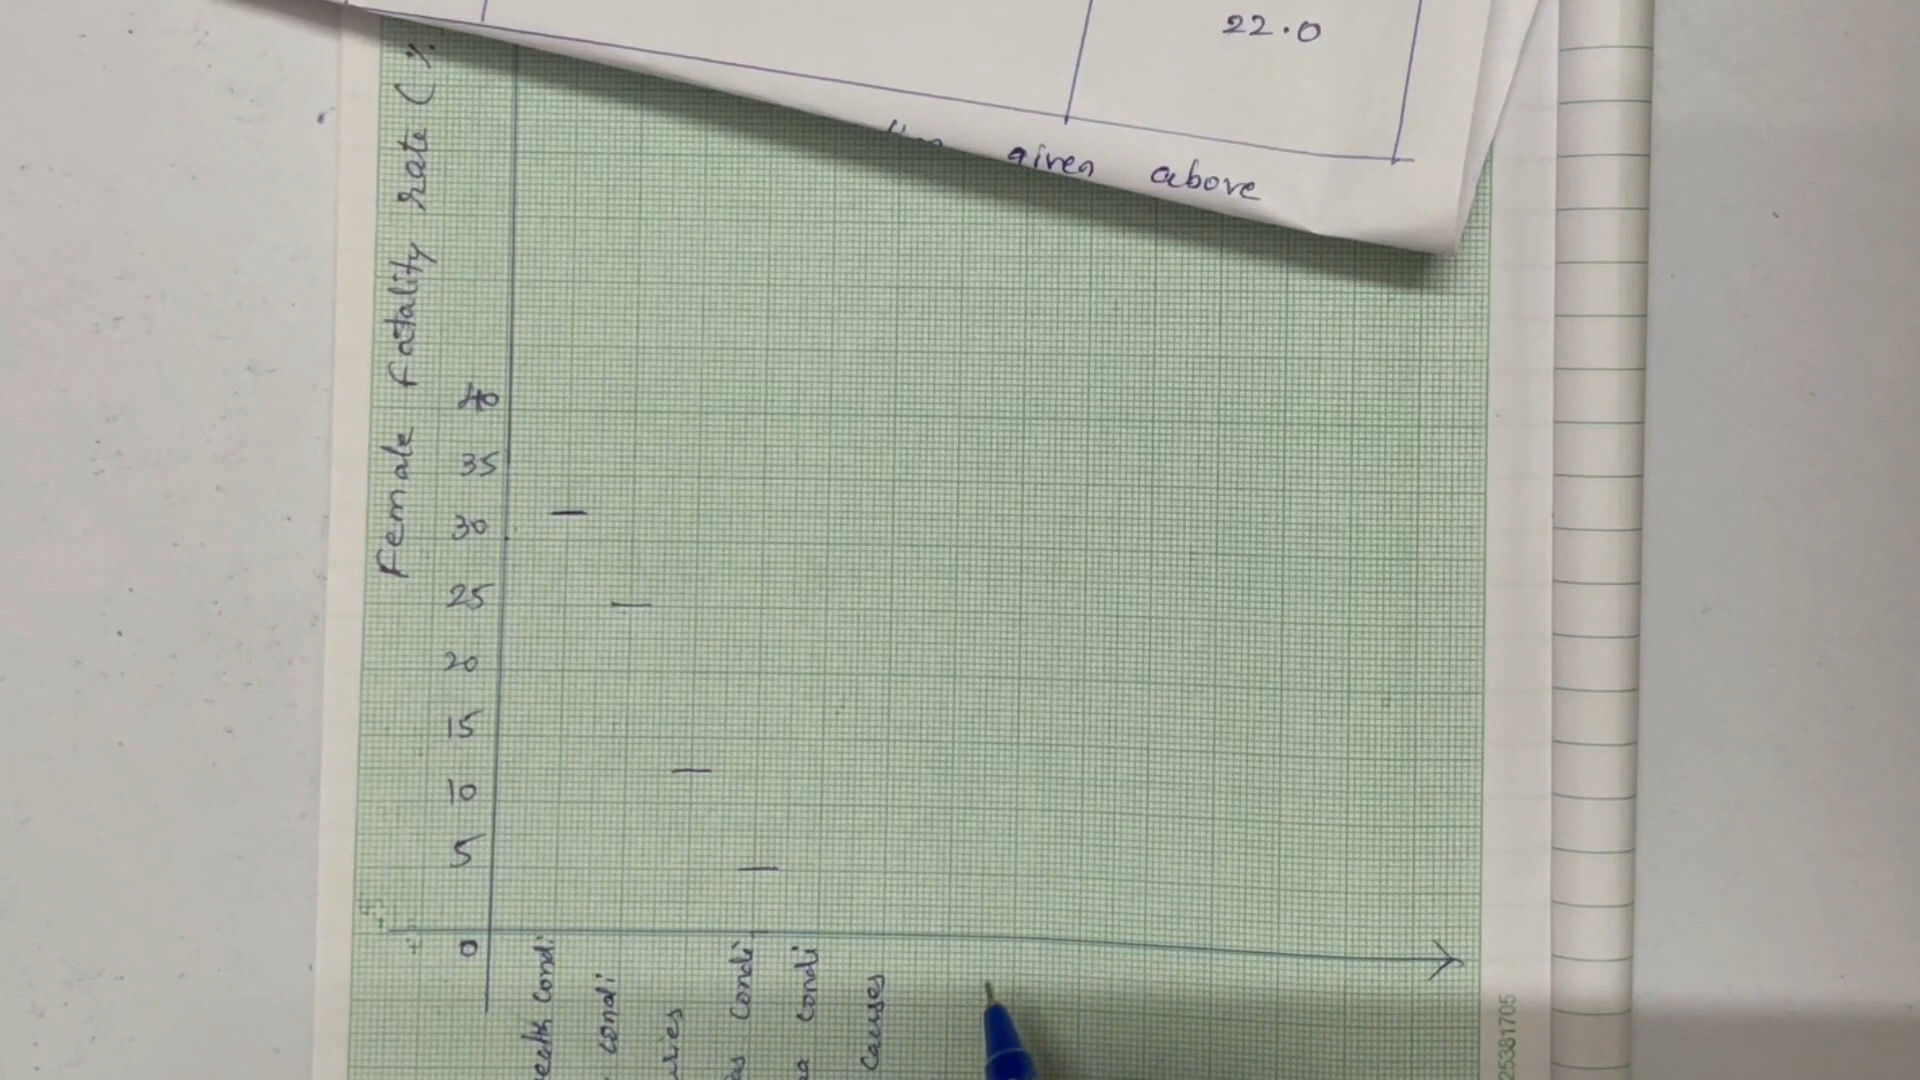 22.0
given above
Female Fatality rate (%
40
35
30
25
20
15
10
5
0
condi
condi
condi
condi
causes
25381705